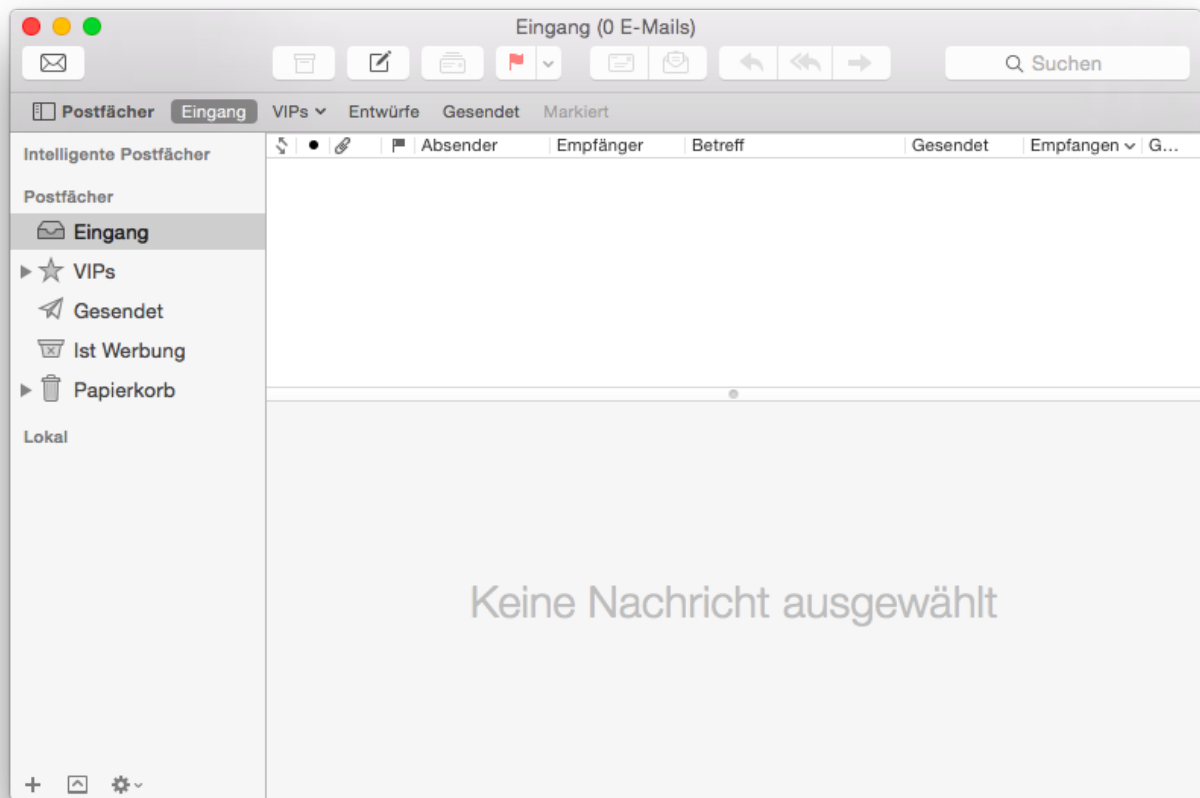 Eingang (0 E-Mails)
Suchen
Postfächer Eingang VIPs Entwürfe Gesendet Markiert
Intelligente Postfächer
Absender Empfänger Betreff Gesendet Empfangen G...
Postfächer
Eingang
VIPs
Gesendet
Ist Werbung
Papierkorb
Lokal
Keine Nachricht ausgewählt